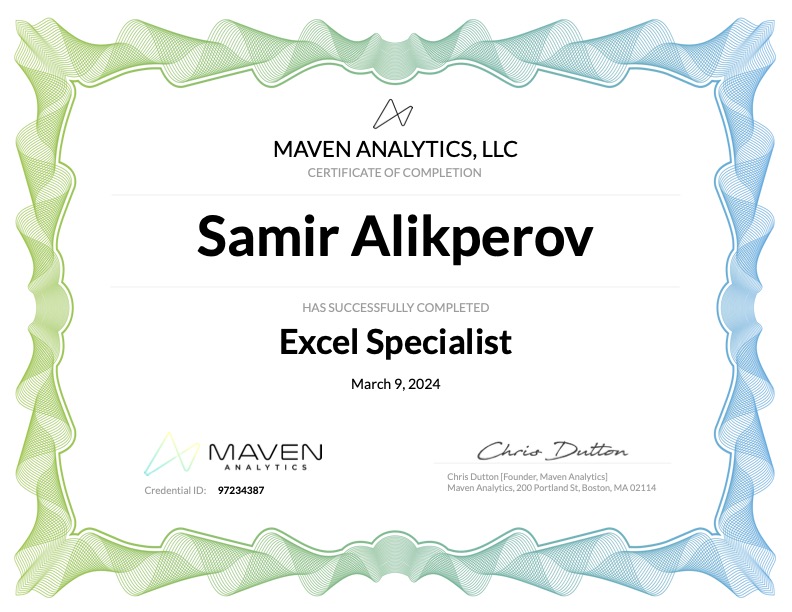 MAVEN ANALYTICS, LLC
CERTIFICATE OF COMPLETION
Samir Alikperov
HAS SUCCESSFULLY COMPLETED
Excel Specialist
March 9, 2024
MAVEN
ANALYTICS
Credential ID: 97234387
Chris Dutton
Chris Dutton [Founder, Maven Analytics]
Maven Analytics, 200 Portland St, Boston, MA 02114